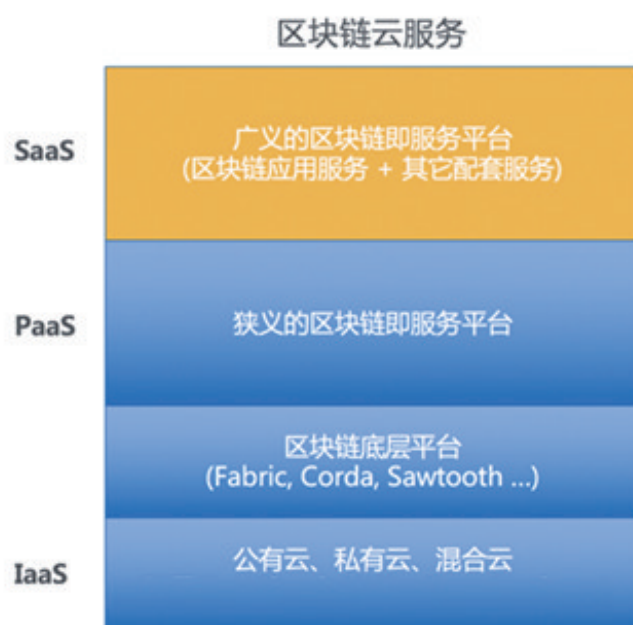 区块链云服务
SaaS
广义的区块链即服务平台
(区块链应用服务 + 其它配套服务)
PaaS
狭义的区块链即服务平台
区块链底层平台
(Fabric, Corda, Sawtooth ...)
IaaS
公有云、私有云、混合云